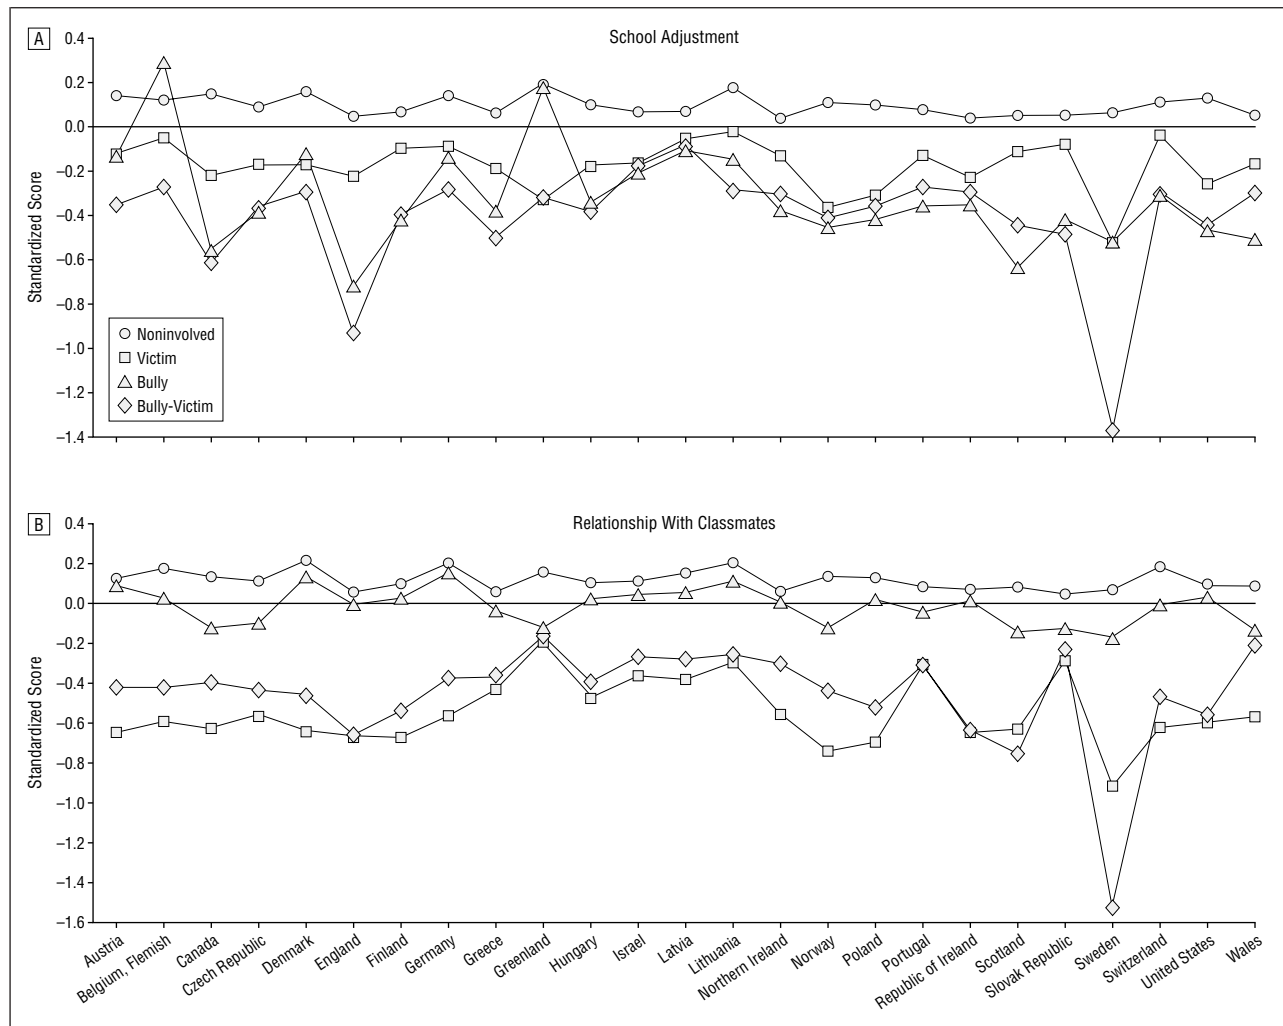 A
School Adjustment
0.4
0.2
0.0
–0.2
–0.4
–0.6
–0.8
–1.0
–1.2
–1.4
Standardized Score
Noninvolved
Victim
Bully
Bully-Victim
B
Relationship With Classmates
0.4
0.2
0.0
–0.2
–0.4
–0.6
–0.8
–1.0
–1.2
–1.4
–1.6
Standardized Score
Austria
Belgium, Flemish
Canada
Czech Republic
Denmark
England
Finland
Germany
Greece
Greenland
Hungary
Israel
Latvia
Lithuania
Northern Ireland
Norway
Poland
Portugal
Republic of Ireland
Scotland
Slovak Republic
Sweden
Switzerland
United States
Wales